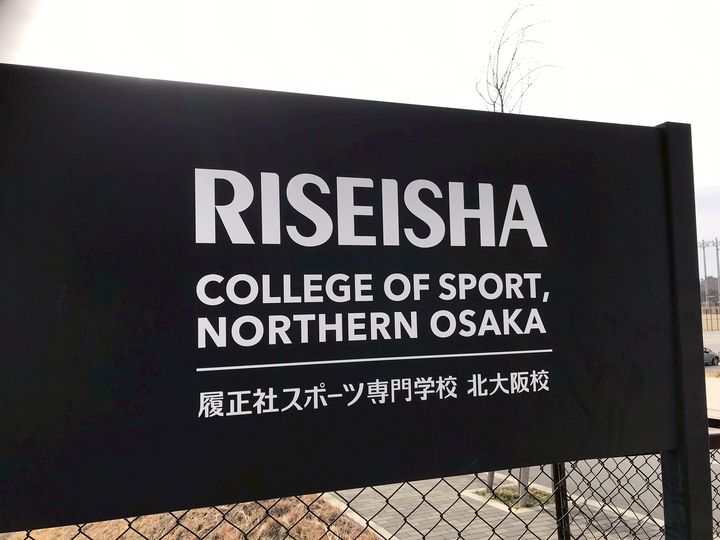 RISEISHA
COLLEGE OF SPORT,
NORTHERN OSAKA
履正社スポーツ専門学校 北大阪校